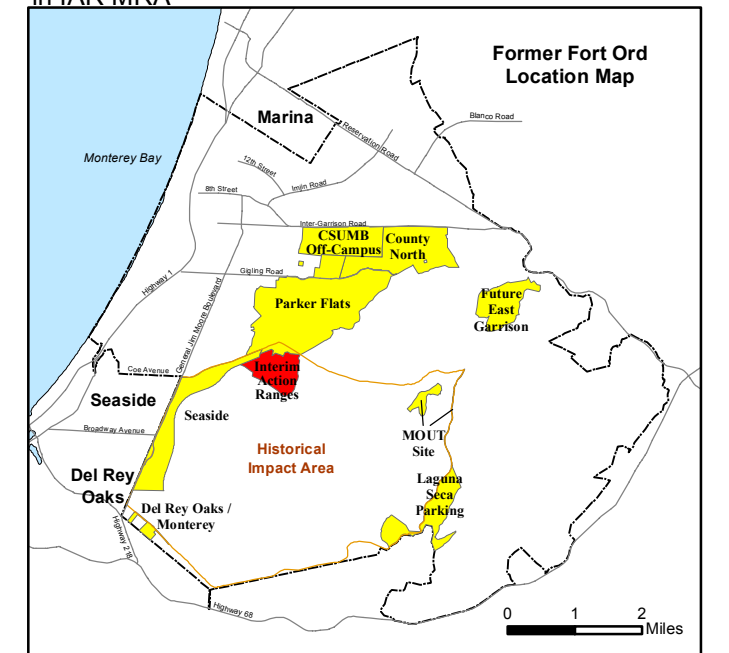 in IAR MRA
Former Fort Ord
Location Map
Marina
Blanco Road
Reservation Road
Monterey Bay
12th Street
Imjin Road
8th Street
Inter-Garrison Road
CSUMB
Off-Campus
County
North
Gigling Road
Highway 1
General Jim Moore Boulevard
Parker Flats
Future
East
Garrison
Coe Avenue
Interim
Action
Ranges
Seaside
Seaside
Broadway Avenue
MOUT
Site
Historical
Impact Area
Del Rey
Oaks
Laguna
Seca
Parking
Del Rey Oaks /
Monterey
Highway 218
Highway 68
0 1 2
Miles